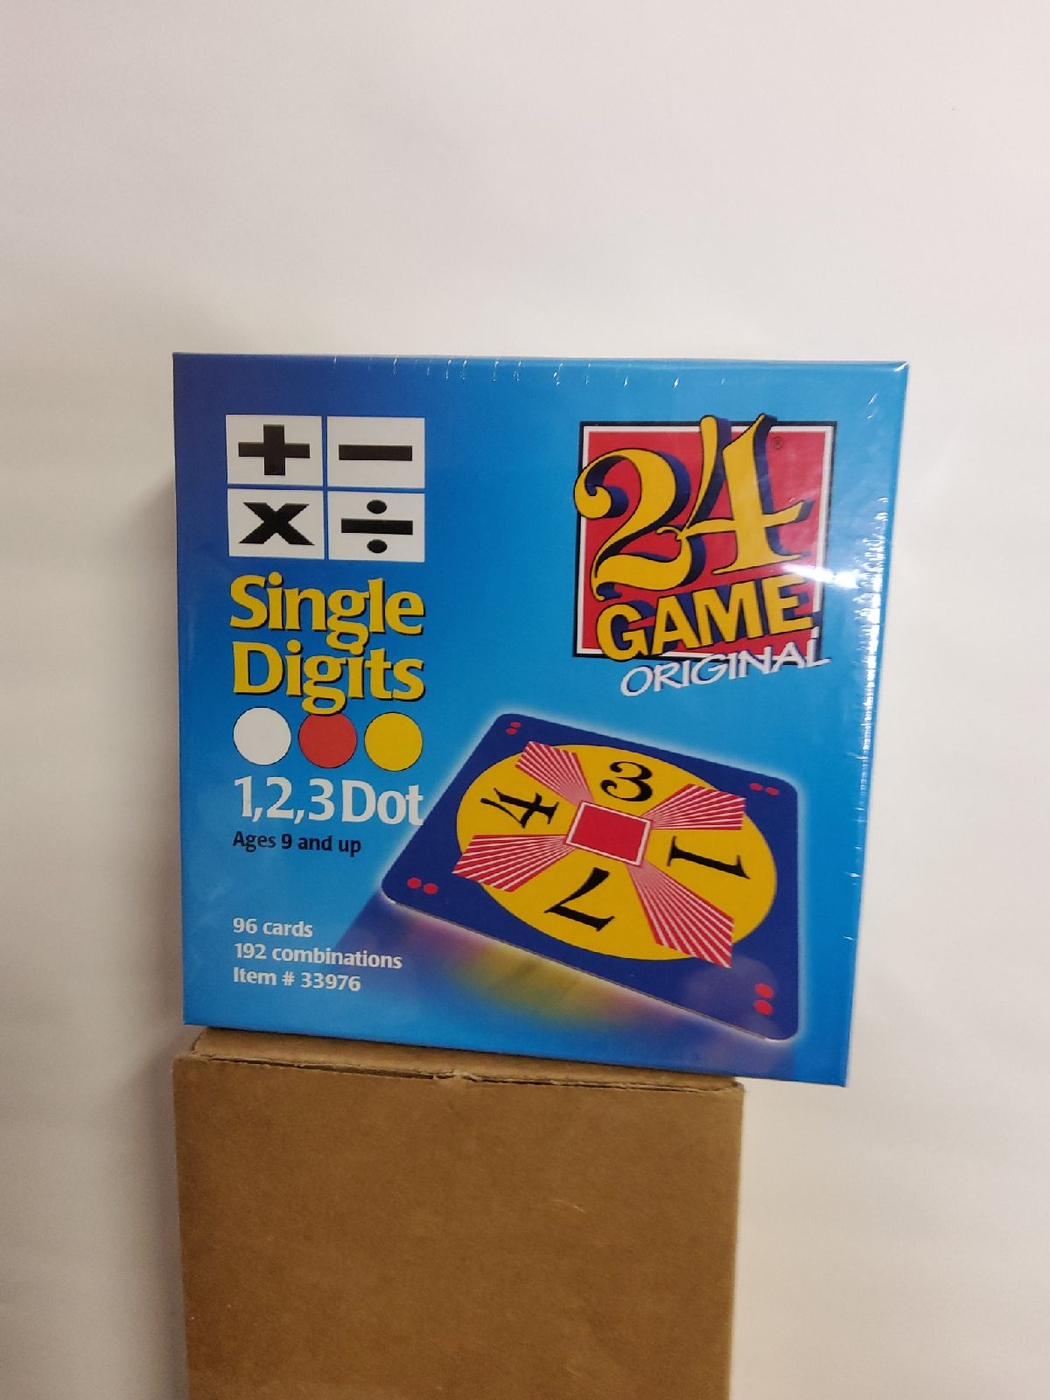 + −
x ÷
24®
GAME
ORIGINAL
Single
Digits
1,2,3 Dot
Ages 9 and up
3
4
1
7
96 cards
192 combinations
Item # 33976